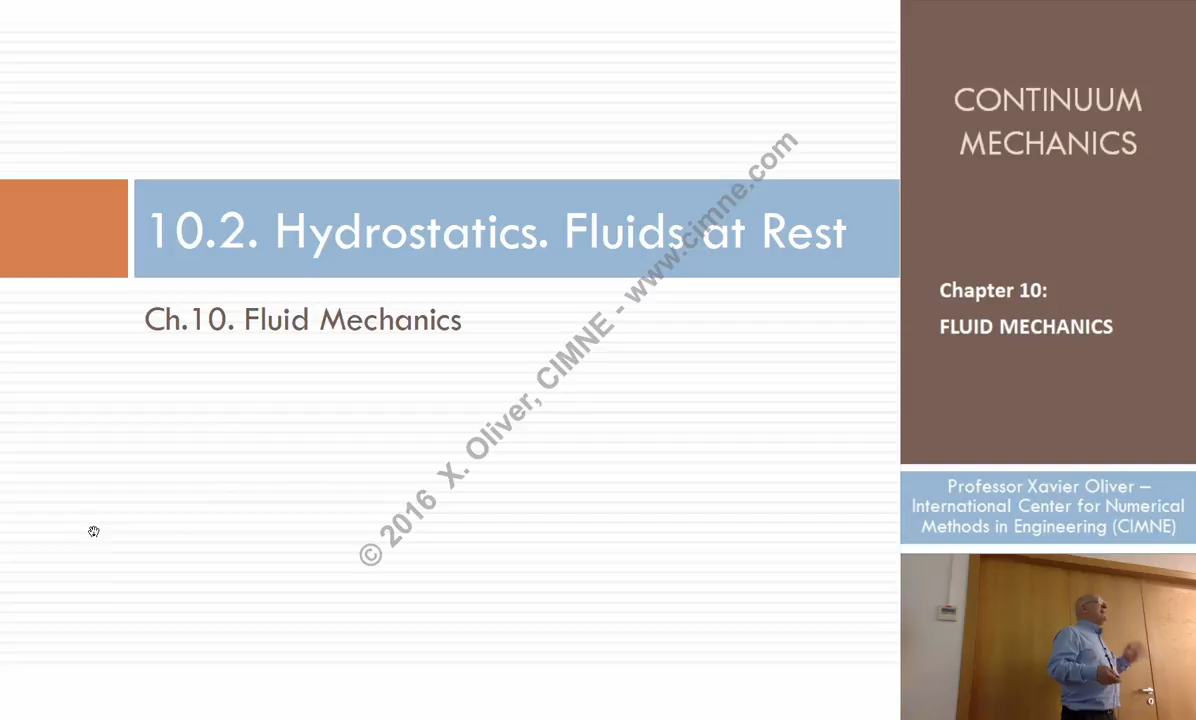 10.2. Hydrostatics. Fluids at Rest
Ch.10. Fluid Mechanics
© 2016 X. Oliver, CIMNE - www.cimne.com
CONTINUUM
MECHANICS
Chapter 10:
FLUID MECHANICS
Professor Xavier Oliver –
International Center for Numerical
Methods in Engineering (CIMNE)